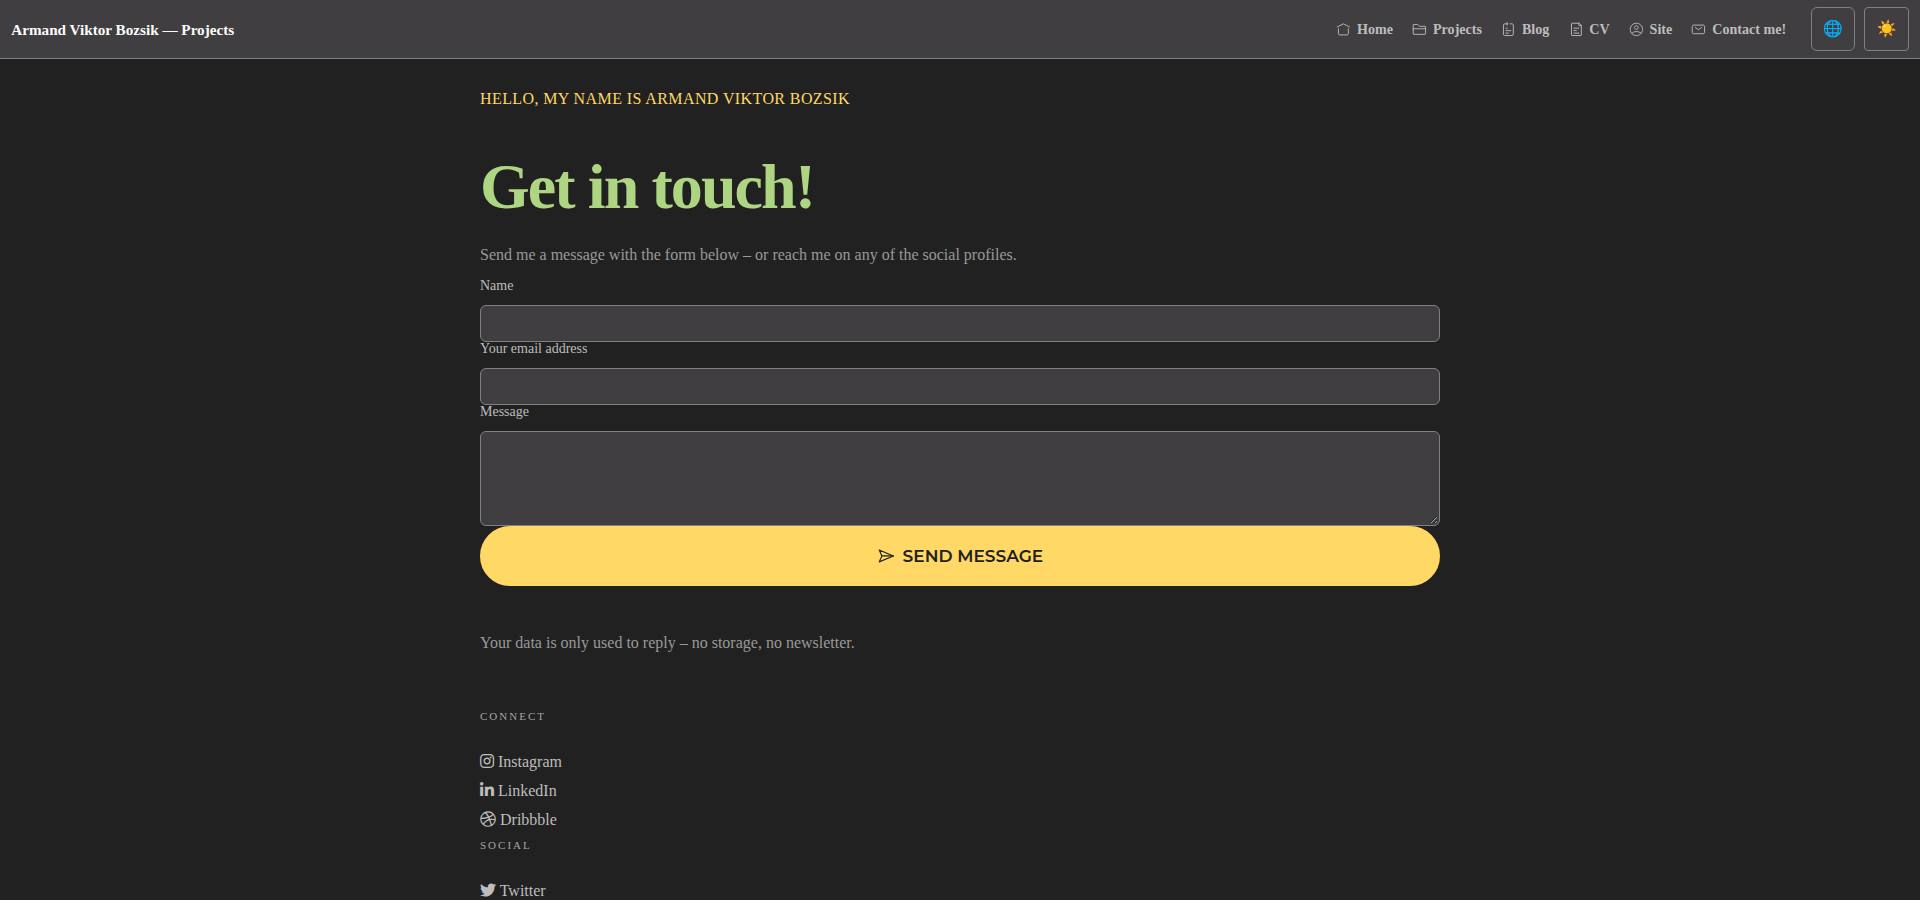 Armand Viktor Bozsik — Projects
Home Projects Blog CV Site Contact me!
HELLO, MY NAME IS ARMAND VIKTOR BOZSIK
Get in touch!
Send me a message with the form below – or reach me on any of the social profiles.
Name
Your email address
Message
SEND MESSAGE
Your data is only used to reply – no storage, no newsletter.
CONNECT
Instagram
LinkedIn
Dribbble
SOCIAL
Twitter